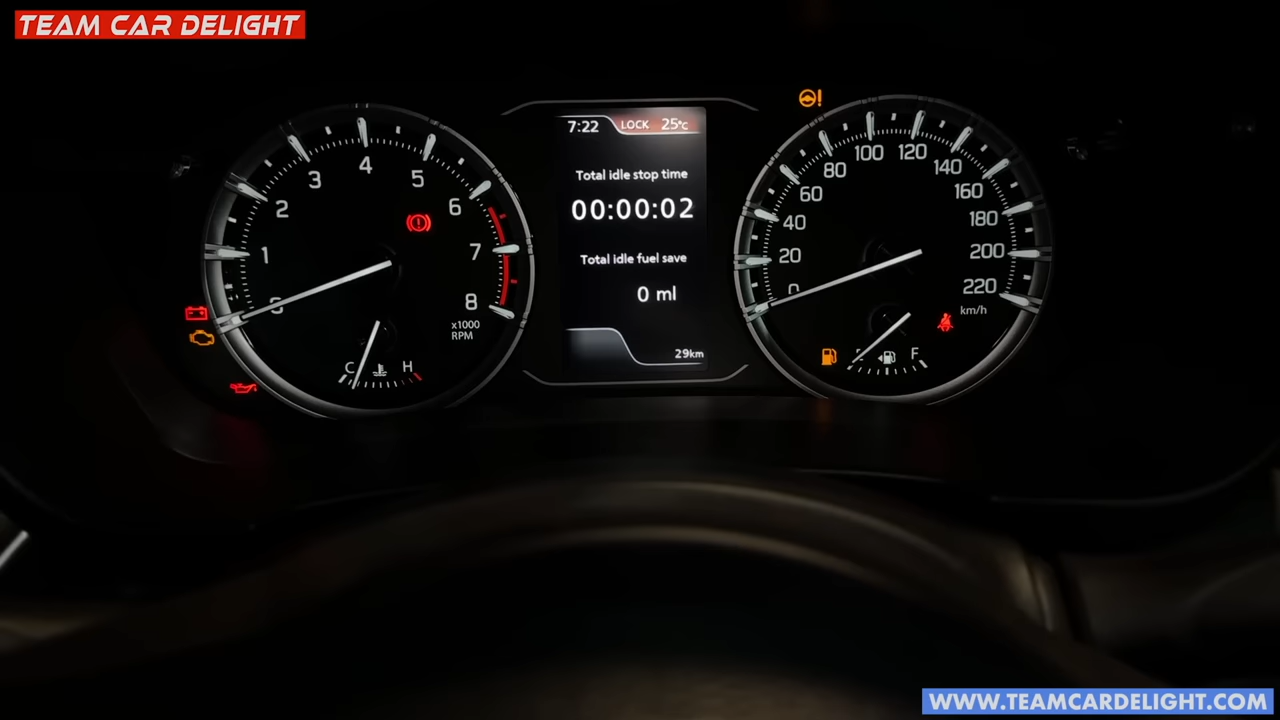 TEAM CAR DELIGHT
7:22 LOCK 25°C
Total idle stop time
00:00:02
Total idle fuel save
0 ml
29km
0
1
2
3
4
5
6
7
8
x1000
RPM
C H
0
20
40
60
80
100
120
140
160
180
200
220
km/h
F
WWW.TEAMCARDELIGHT.COM